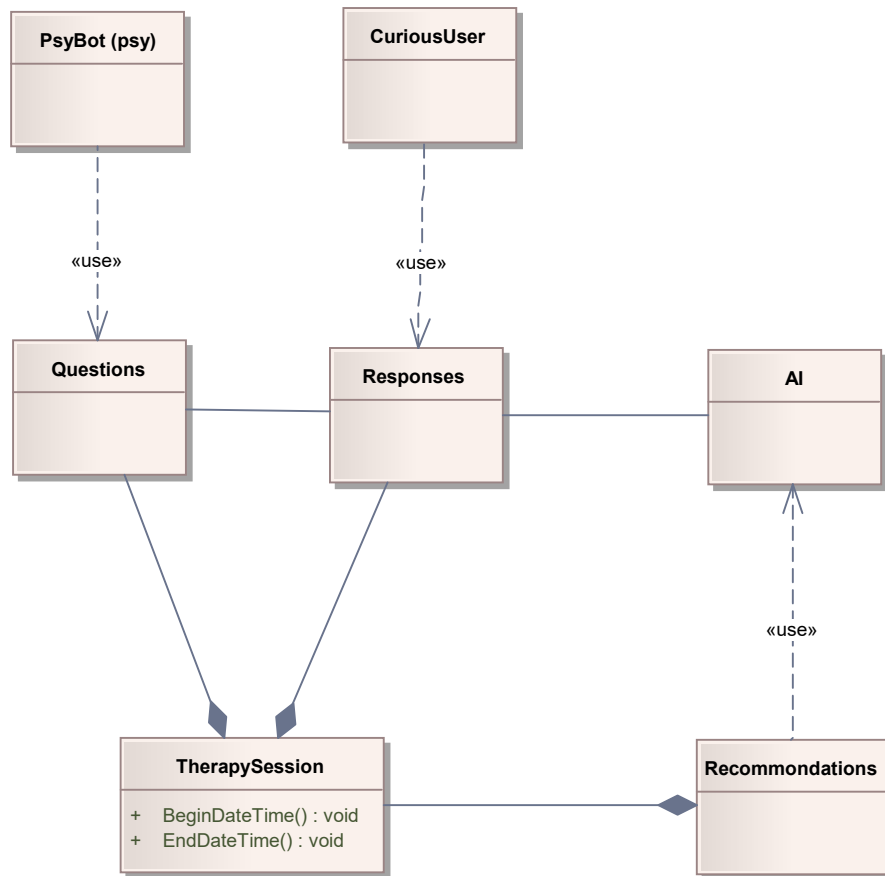 PsyBot (psy)
CuriousUser
«use»
«use»
Questions
Responses
AI
«use»
TherapySession
+ BeginDateTime() : void
+ EndDateTime() : void
Recommondations